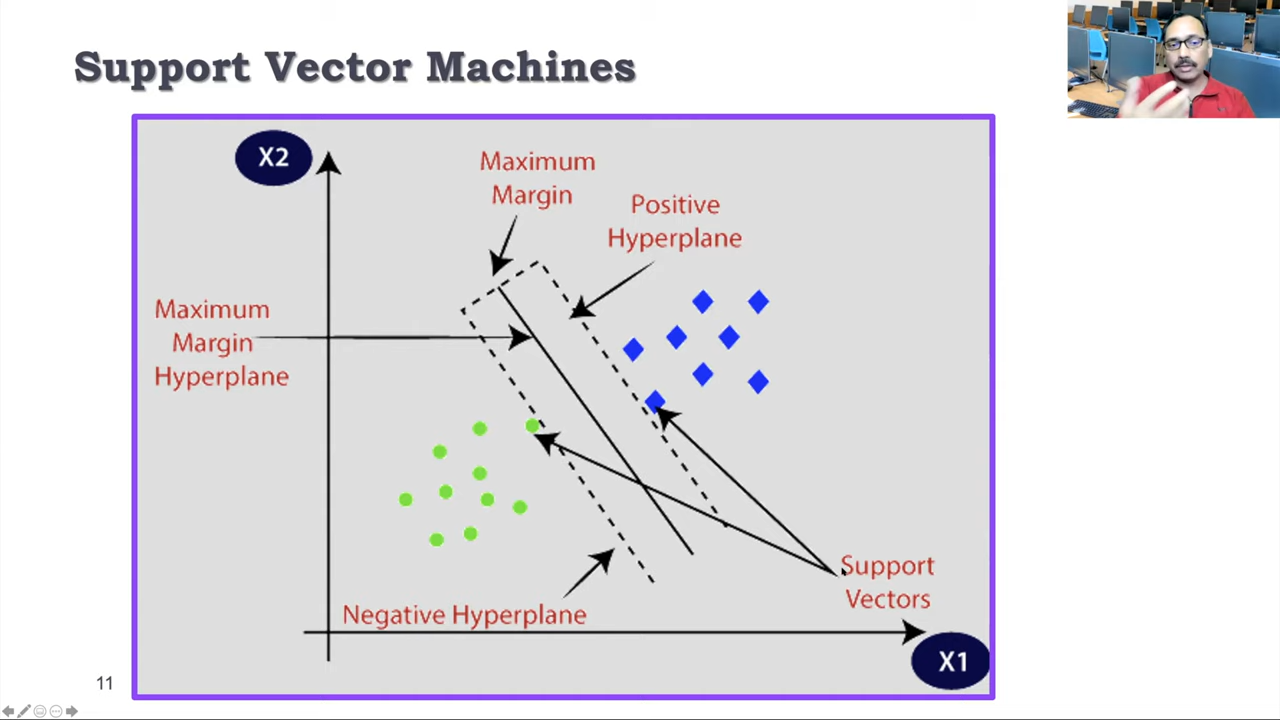 Support Vector Machines
X2
Maximum
Margin
Positive
Hyperplane
Maximum
Margin
Hyperplane
Support
Vectors
Negative Hyperplane
X1
11